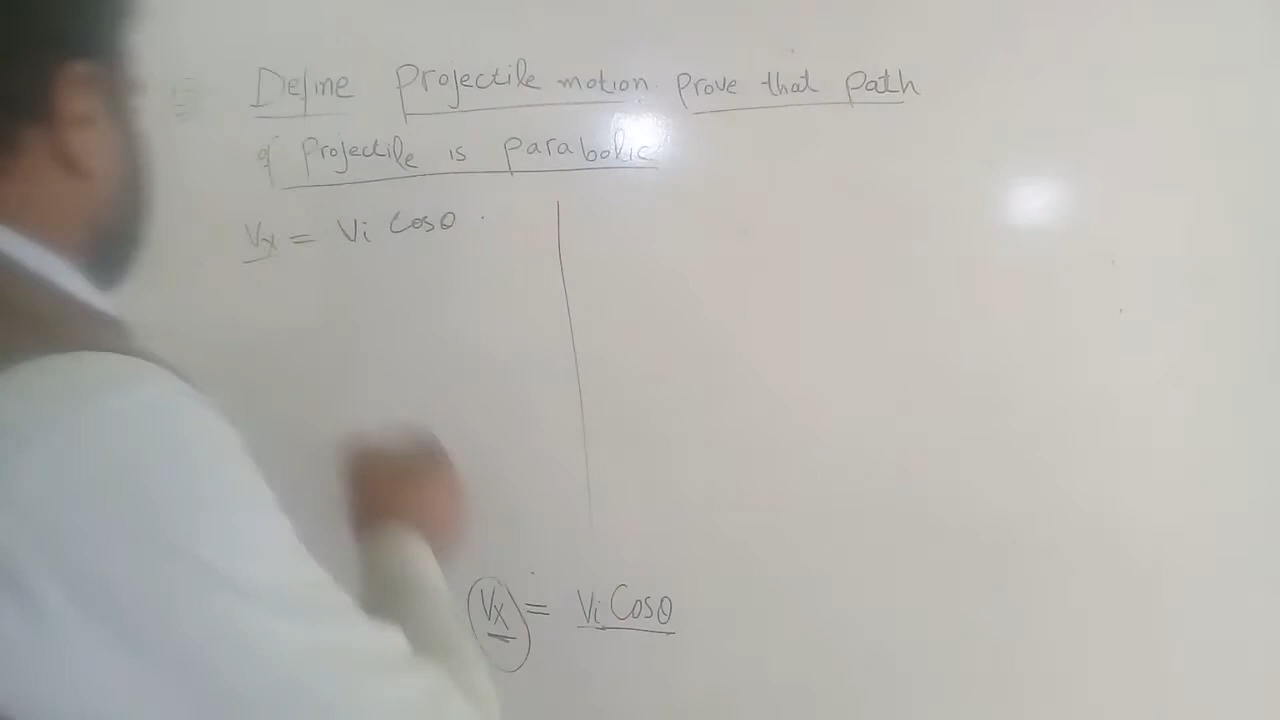 Define Projectile motion. Prove that Path
of Projectile is Parabolic
Vx = Vi Cosθ
Vx = Vi Cosθ